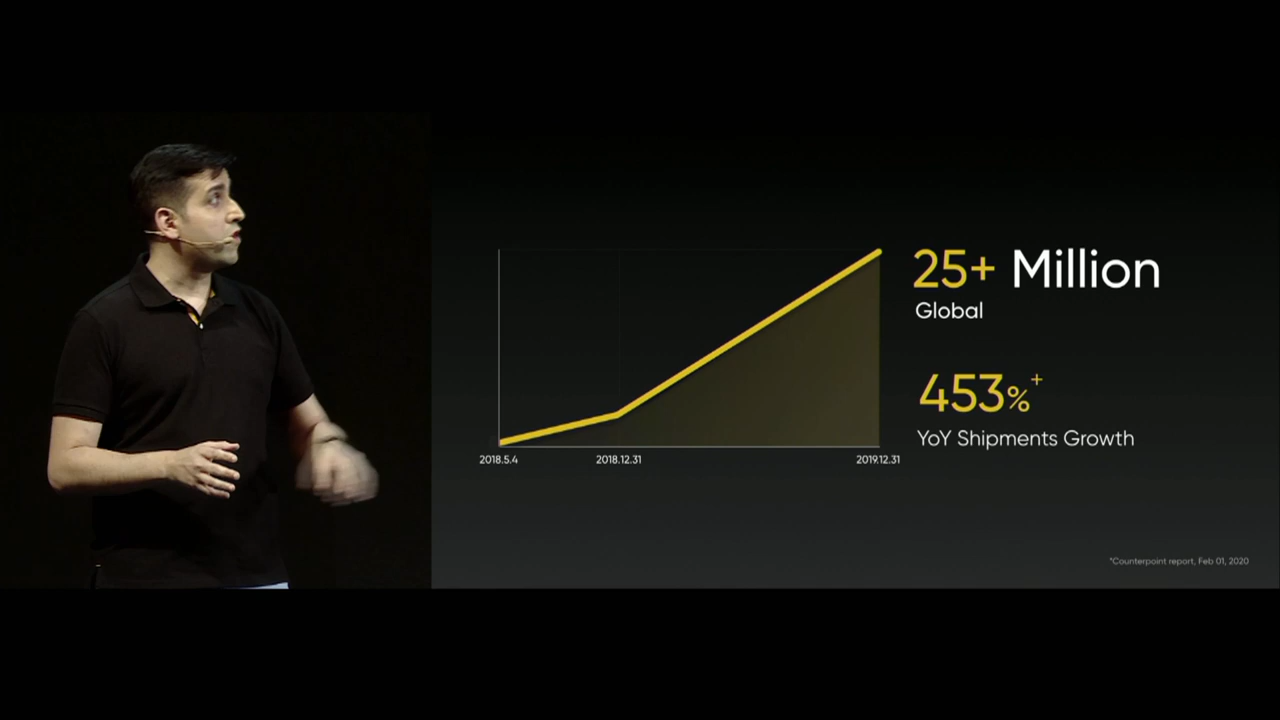 25+ Million
Global
453%+
YoY Shipments Growth
2018.5.4 2018.12.31 2019.12.31
*Counterpoint report, Feb 01, 2020